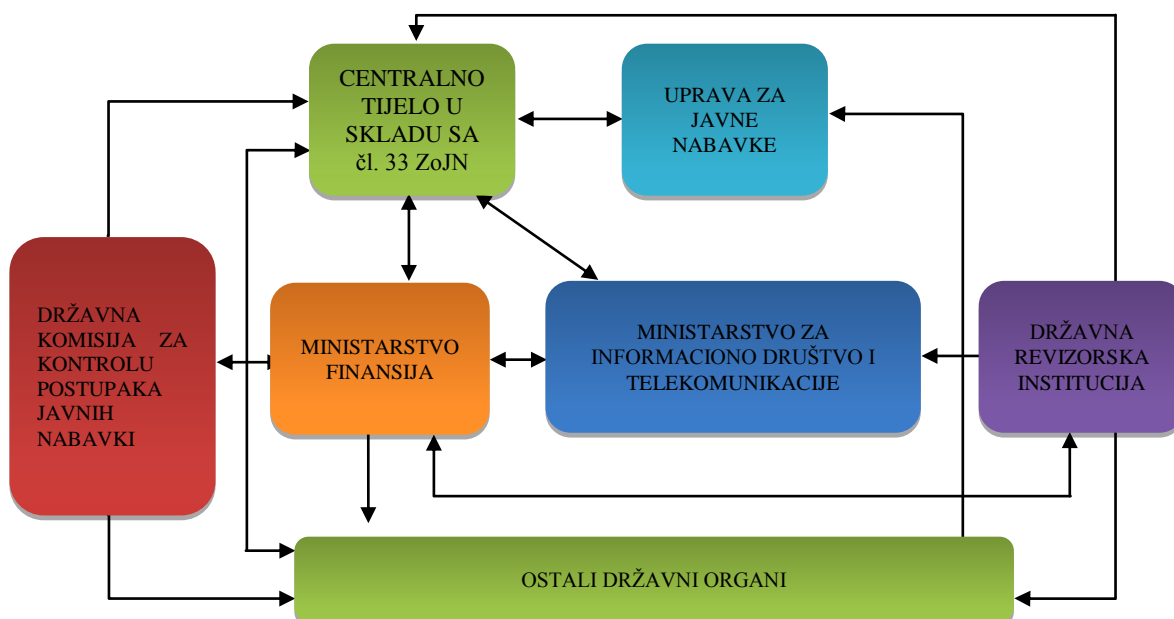 CENTRALNO
TIJELO U
SKLADU SA
čl. 33 ZoJN
UPRAVA ZA
JAVNE
NABAVKE
DRŽAVNA
KOMISIJA ZA
KONTROLU
POSTUPAKA
JAVNIH
NABAVKI
MINISTARSTVO
FINANSIJA
MINISTARSTVO ZA
INFORMACIONO DRUŠTVO I
TELEKOMUNIKACIJE
DRŽAVNA
REVIZORSKA
INSTITUCIJA
OSTALI DRŽAVNI ORGANI